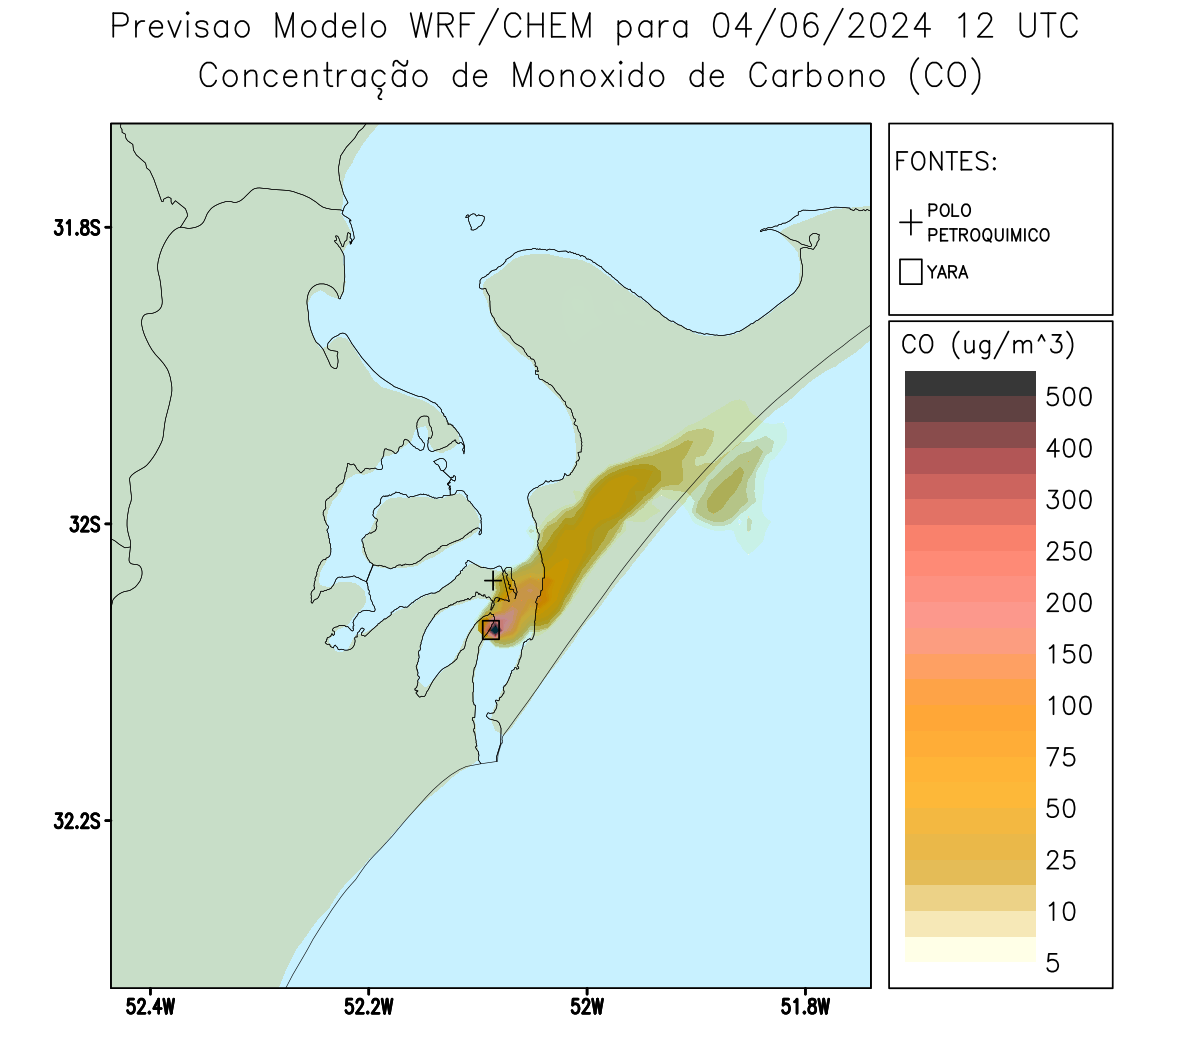 Previsao Modelo WRF/CHEM para 04/06/2024 12 UTC
Concentração de Monoxido de Carbono (CO)
FONTES:
POLO
PETROQUIMICO
YARA
CO (ug/m^3)
500
400
300
250
200
150
100
75
50
25
10
5
31.8S
32S
32.2S
52.4W
52.2W
52W
51.8W